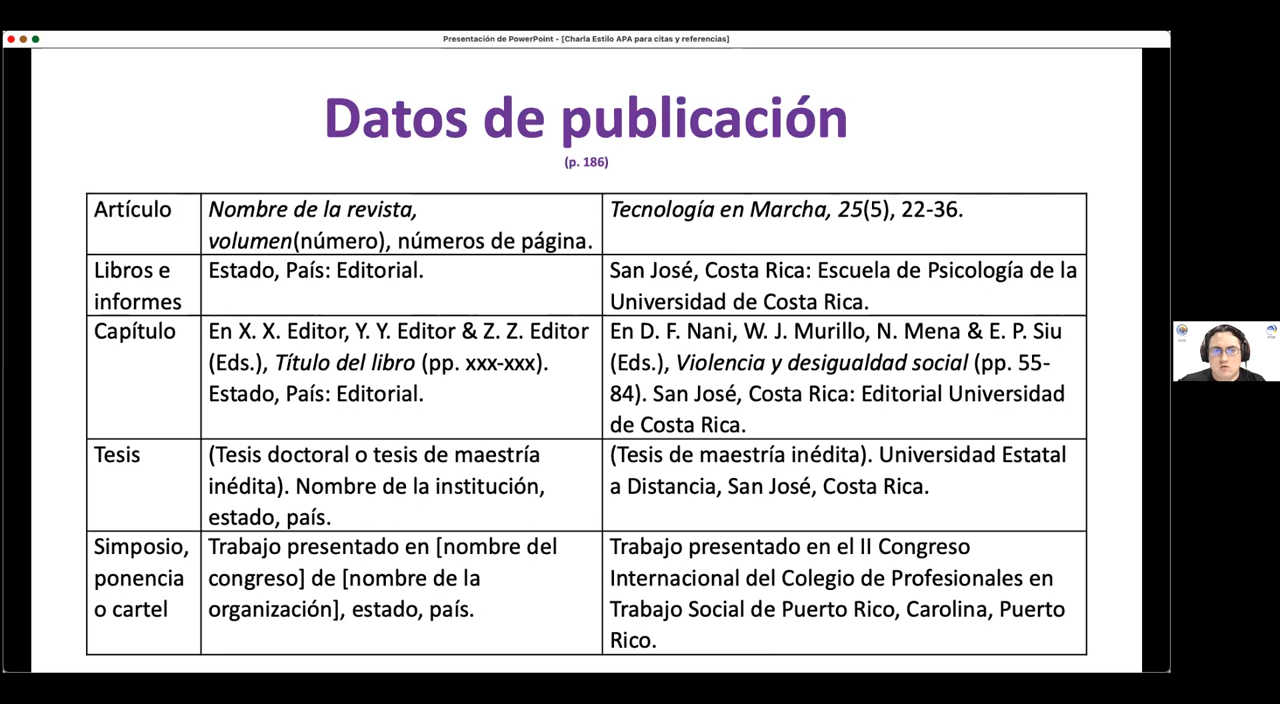 Presentación de PowerPoint - [Charla Estilo APA para citas y referencias]
Datos de publicación
(p. 186)
Artículo
Nombre de la revista,
volumen(número), números de página.
Tecnología en Marcha, 25(5), 22-36.
Libros e
informes
Estado, País: Editorial.
San José, Costa Rica: Escuela de Psicología de la
Universidad de Costa Rica.
Capítulo
En X. X. Editor, Y. Y. Editor & Z. Z. Editor
(Eds.), Título del libro (pp. xxx-xxx).
Estado, País: Editorial.
En D. F. Nani, W. J. Murillo, N. Mena & E. P. Siu
(Eds.), Violencia y desigualdad social (pp. 55-
84). San José, Costa Rica: Editorial Universidad
de Costa Rica.
Tesis
(Tesis doctoral o tesis de maestría
inédita). Nombre de la institución,
estado, país.
(Tesis de maestría inédita). Universidad Estatal
a Distancia, San José, Costa Rica.
Simposio,
ponencia
o cartel
Trabajo presentado en [nombre del
congreso] de [nombre de la
organización], estado, país.
Trabajo presentado en el II Congreso
Internacional del Colegio de Profesionales en
Trabajo Social de Puerto Rico, Carolina, Puerto
Rico.